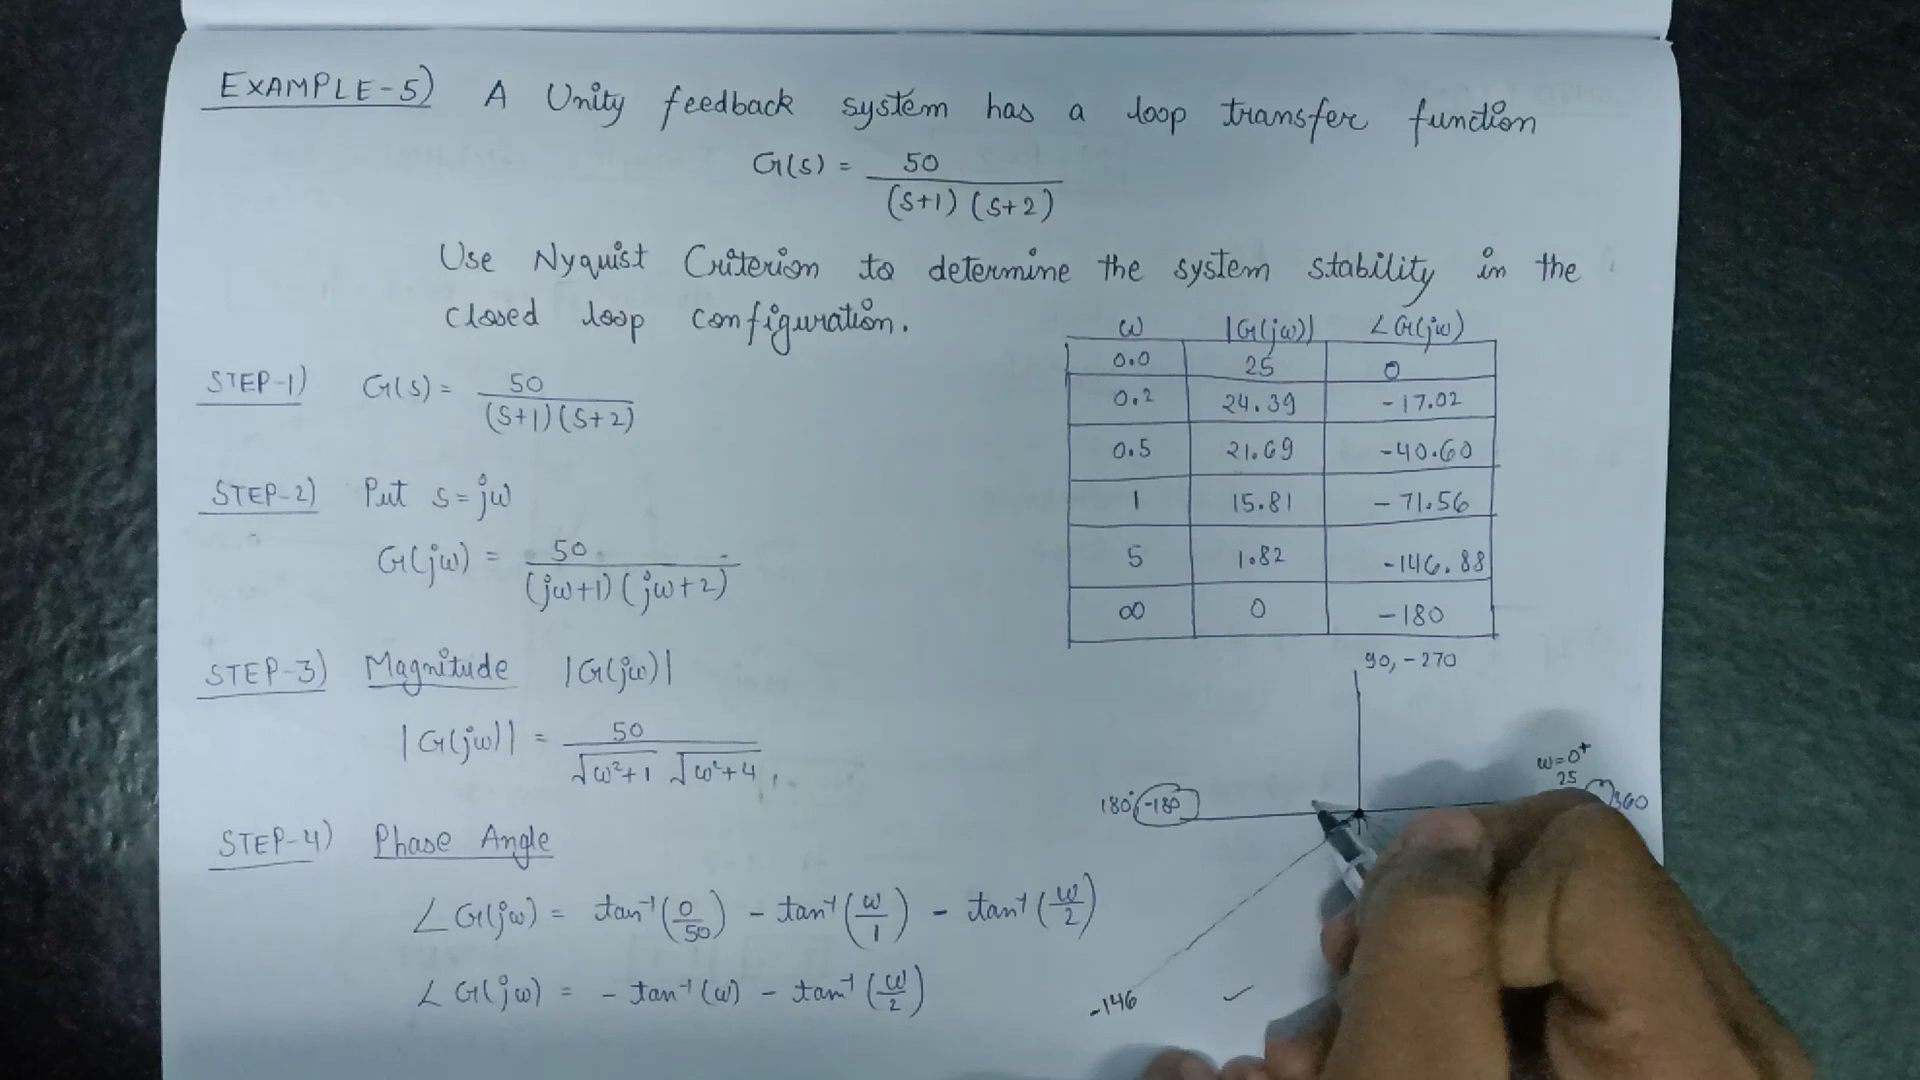 EXAMPLE-5) A Unity feedback system has a loop transfer function
G(s) = 50 / (s+1) (s+2)
Use Nyquist Criterion to determine the system stability in the
closed loop configuration.
STEP-1) G(s) = 50 / (s+1)(s+2)
STEP-2) Put s = jω
G(jω) = 50 / (jω+1) (jω+2)
STEP-3) Magnitude |G(jω)|
|G(jω)| = 50 / √ω²+1 √ω²+4
STEP-4) Phase Angle
∠G(jω) = tan⁻¹(0/50) - tan⁻¹(ω/1) - tan⁻¹(ω/2)
∠G(jω) = - tan⁻¹(ω) - tan⁻¹(ω/2)
ω |G(jω)| ∠G(jω)
0.0 25 0
0.2 24.39 -17.02
0.5 21.69 -40.60
1 15.81 -71.56
5 1.82 -146.88
∞ 0 -180
90, -270
ω=0⁺
25
180° -180
360
-146